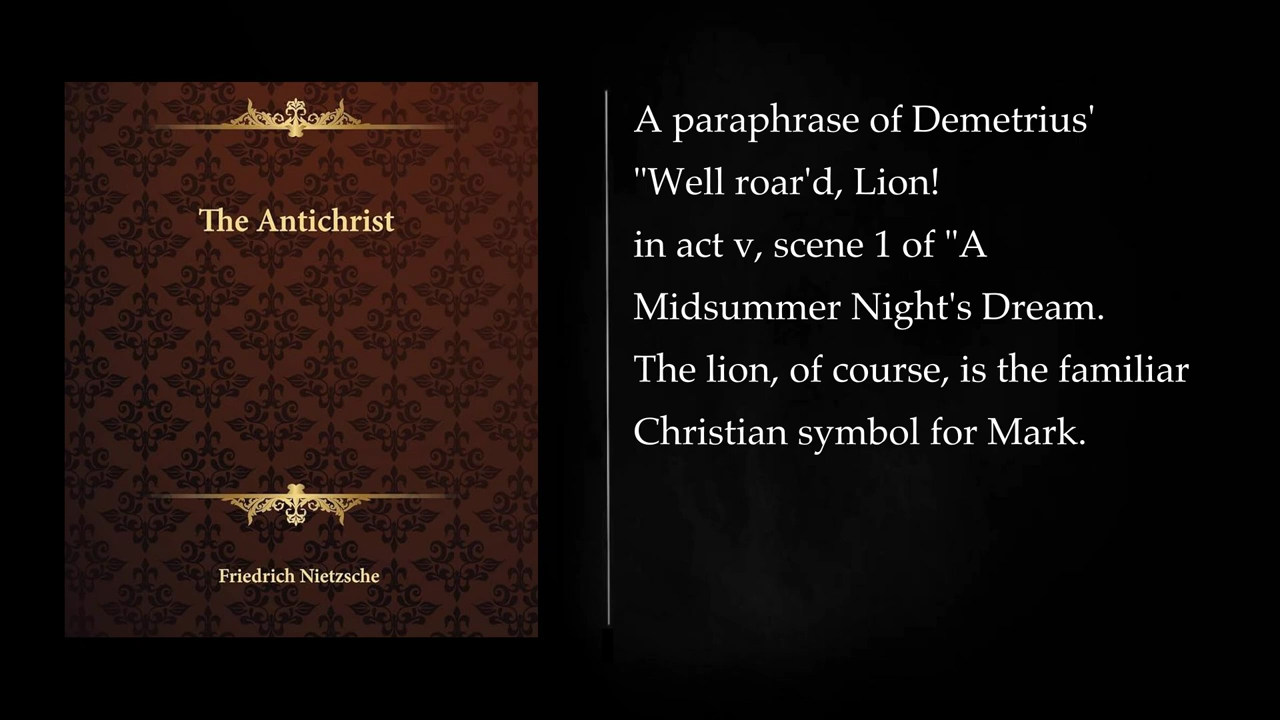 The Antichrist
Friedrich Nietzsche
A paraphrase of Demetrius'
"Well roar'd, Lion!
in act v, scene 1 of "A
Midsummer Night's Dream.
The lion, of course, is the familiar
Christian symbol for Mark.